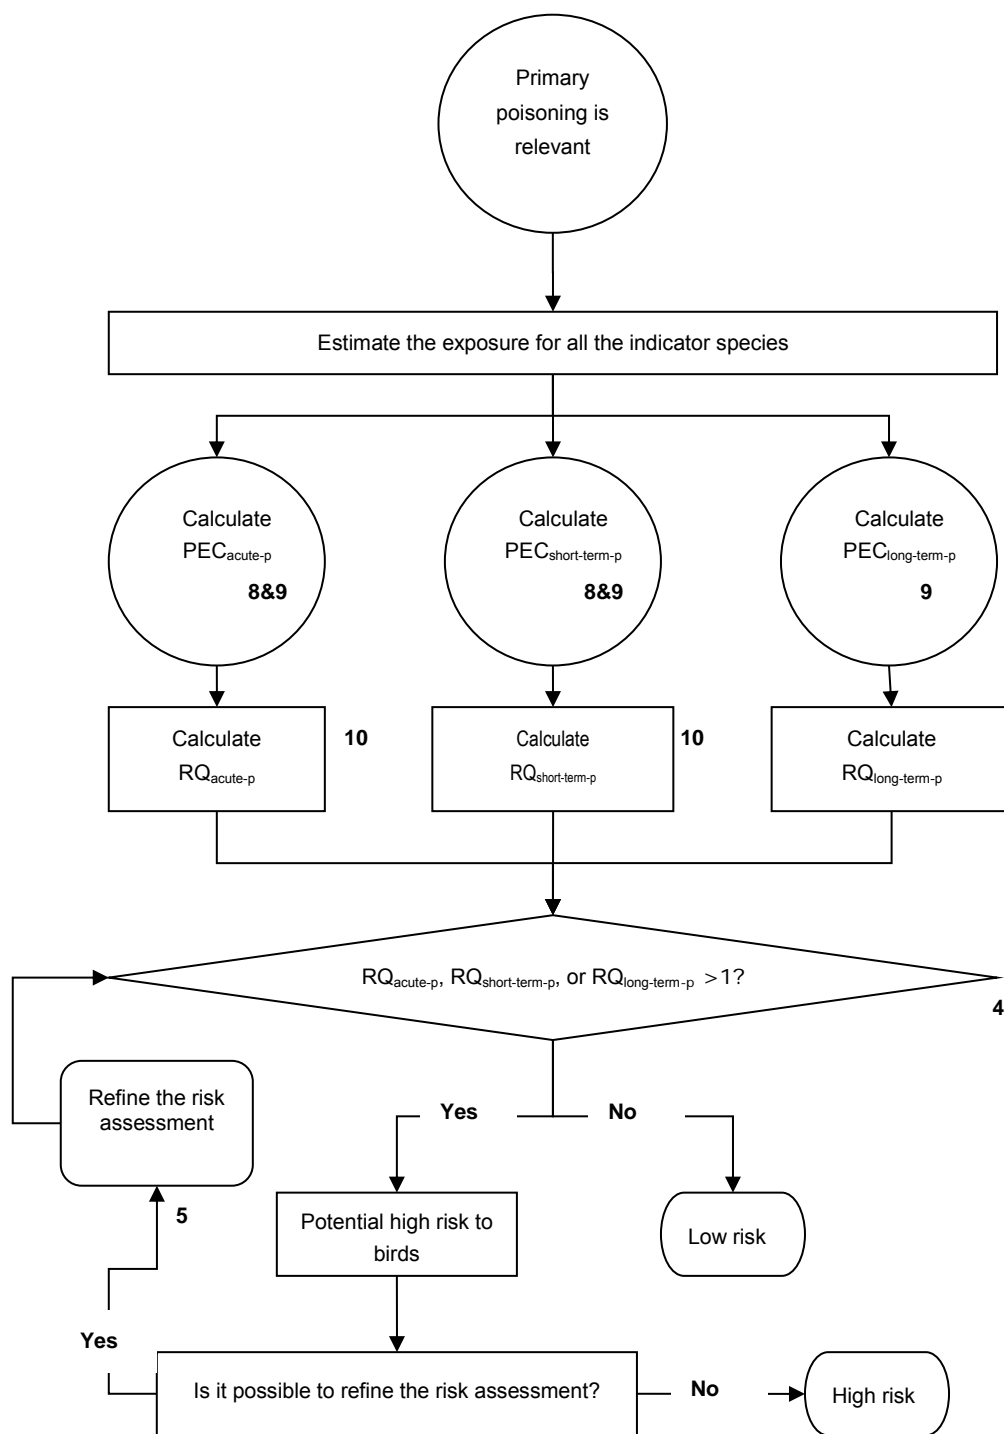 Primary
poisoning is
relevant
Estimate the exposure for all the indicator species
Calculate
PECacute-p
8&9
Calculate
PECshort-term-p
8&9
Calculate
PEClong-term-p
9
Calculate
RQacute-p
10
Calculate
RQshort-term-p
10
Calculate
RQlong-term-p
RQacute-p, RQshort-term-p, or RQlong-term-p >1?
4
Refine the risk
assessment
5
Yes
No
Potential high risk to
birds
Low risk
Yes
Is it possible to refine the risk assessment?
No
High risk